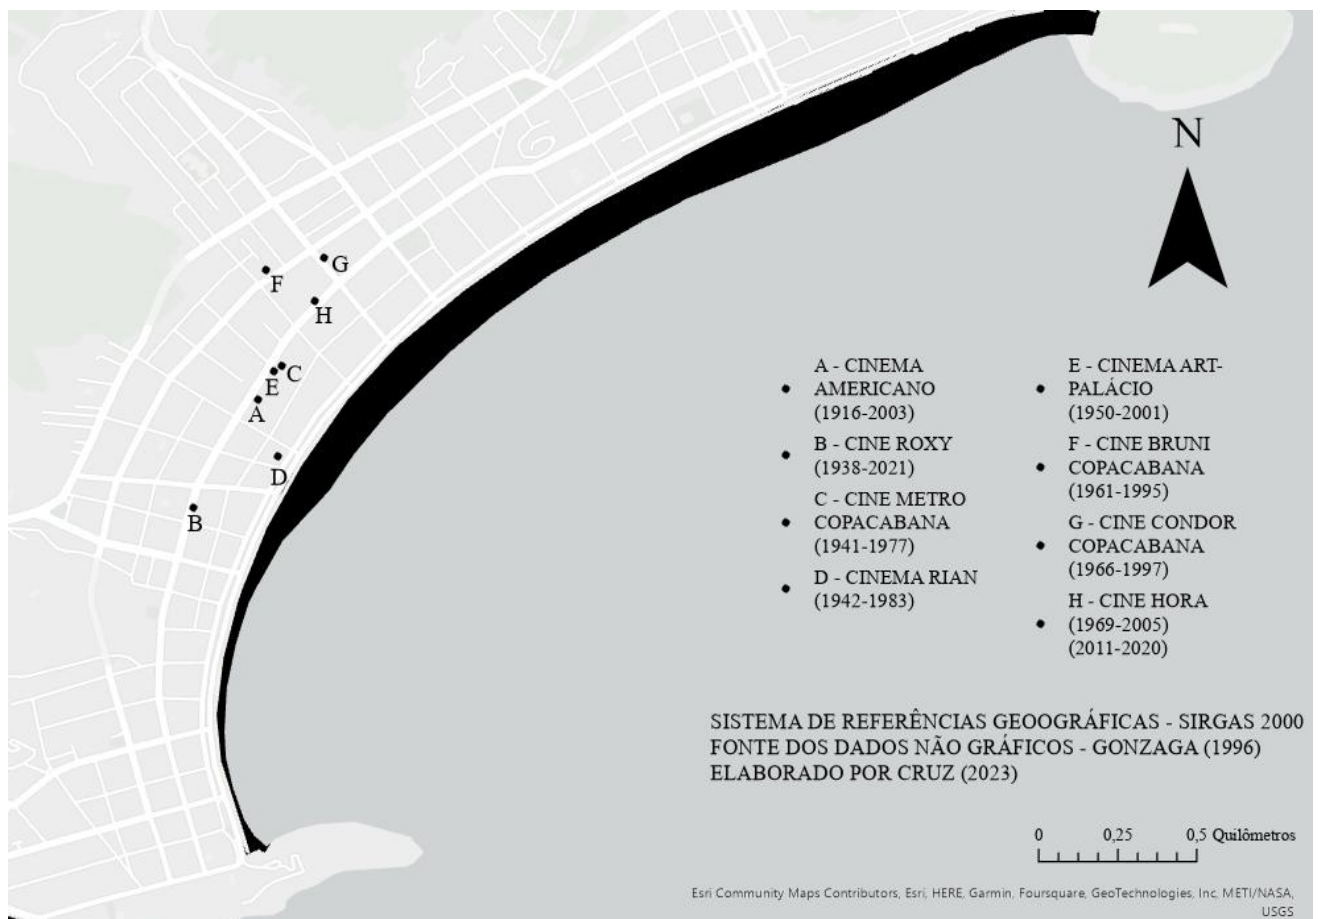 N
G
F
H
C
E
A
D
B
A - CINEMA
AMERICANO
(1916-2003)
B - CINE ROXY
(1938-2021)
C - CINE METRO
COPACABANA
(1941-1977)
D - CINEMA RIAN
(1942-1983)
E - CINEMA ART-
PALÁCIO
(1950-2001)
F - CINE BRUNI
COPACABANA
(1961-1995)
G - CINE CONDOR
COPACABANA
(1966-1997)
H - CINE HORA
(1969-2005)
(2011-2020)
SISTEMA DE REFERÊNCIAS GEOOGRÁFICAS - SIRGAS 2000
FONTE DOS DADOS NÃO GRÁFICOS - GONZAGA (1996)
ELABORADO POR CRUZ (2023)
0 0,25 0,5 Quilômetros
Esri Community Maps Contributors, Esri, HERE, Garmin, Foursquare, GeoTechnologies, Inc, METI/NASA,
USGS